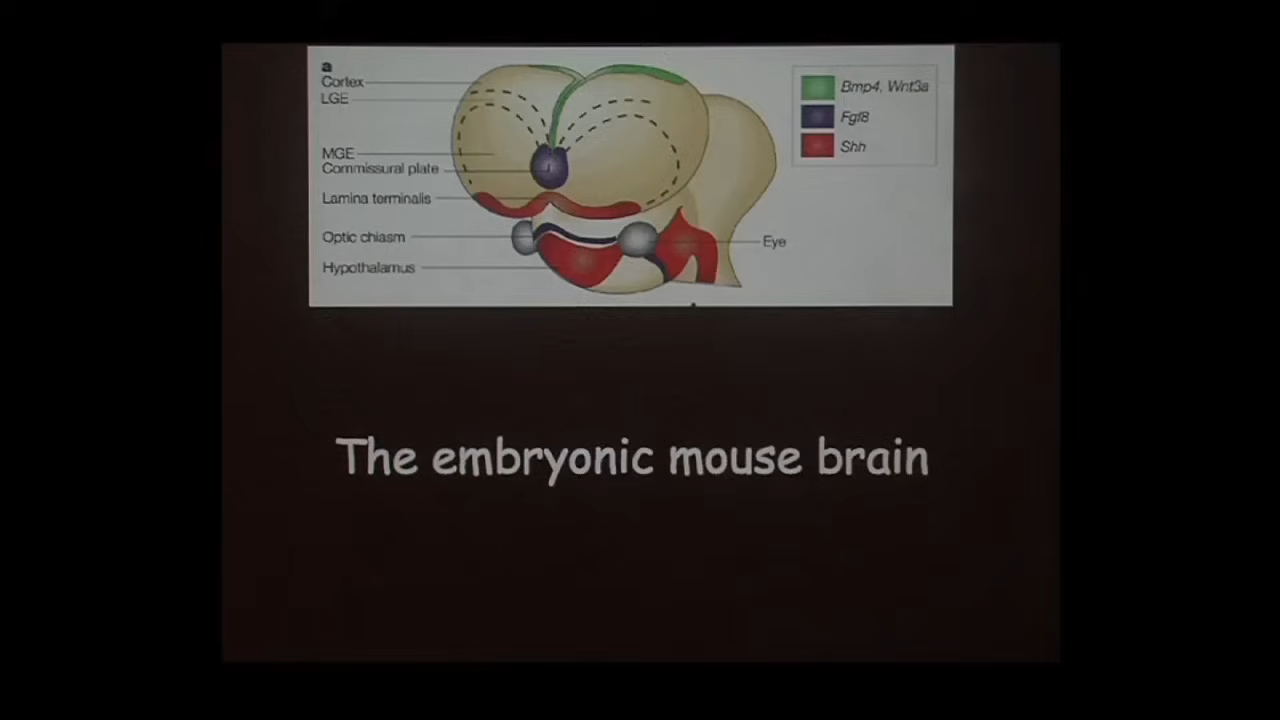 a
Cortex
LGE
MGE
Commissural plate
Lamina terminalis
Optic chiasm
Hypothalamus
Eye
Bmp4, Wnt3a
Fgf8
Shh
The embryonic mouse brain